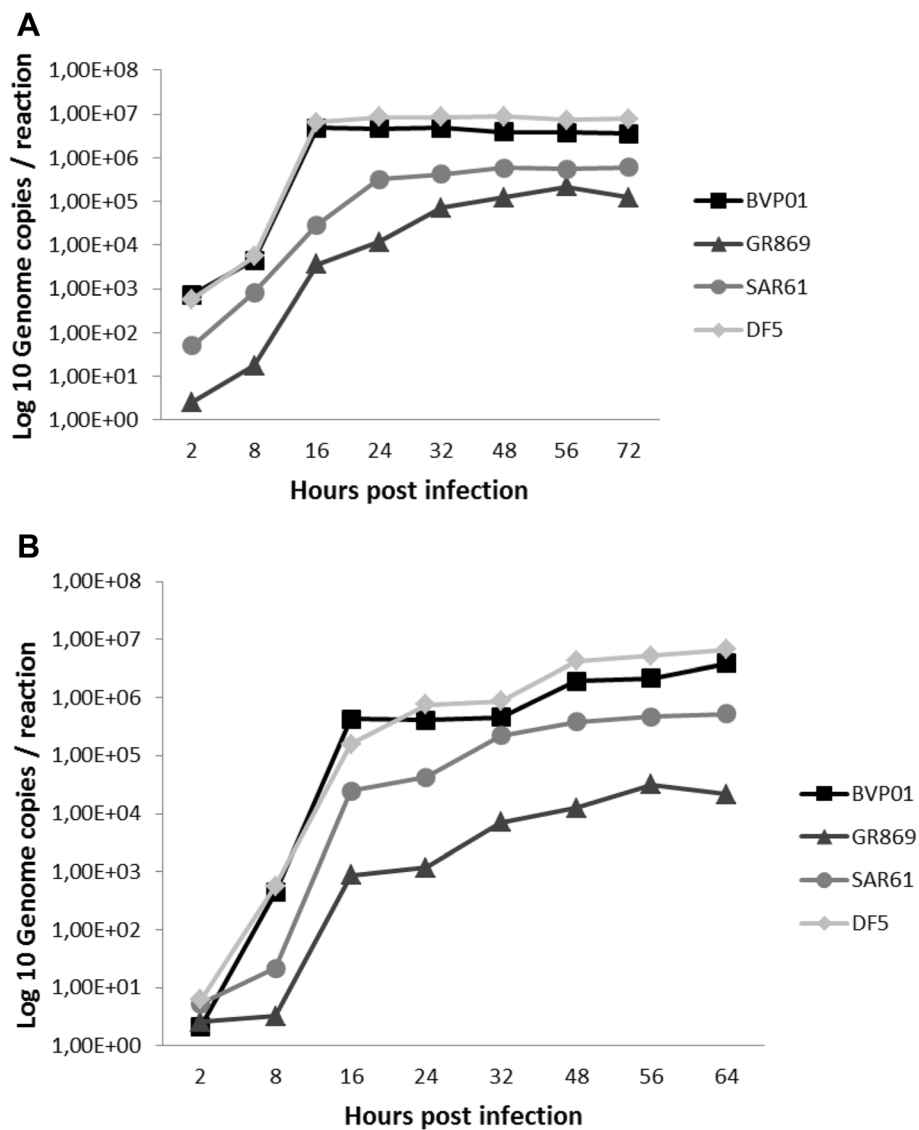 A
Log 10 Genome copies / reaction
1,00E+08
1,00E+07
1,00E+06
1,00E+05
1,00E+04
1,00E+03
1,00E+02
1,00E+01
1,00E+00
2 8 16 24 32 48 56 72
Hours post infection
BVP01
GR869
SAR61
DF5
B
Log 10 Genome copies / reaction
1,00E+08
1,00E+07
1,00E+06
1,00E+05
1,00E+04
1,00E+03
1,00E+02
1,00E+01
1,00E+00
2 8 16 24 32 48 56 64
Hours post infection
BVP01
GR869
SAR61
DF5